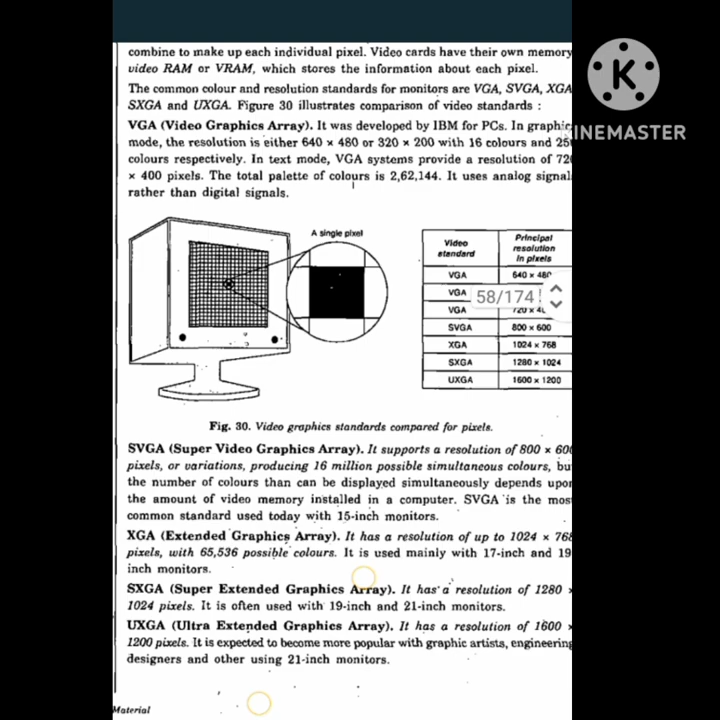 combine to make up each individual pixel. Video cards have their own memory
video RAM or VRAM, which stores the information about each pixel.
The common colour and resolution standards for monitors are VGA, SVGA, XGA
SXGA and UXGA. Figure 30 illustrates comparison of video standards :
VGA (Video Graphics Array). It was developed by IBM for PCs. In graphic
mode, the resolution is either 640 × 480 or 320 × 200 with 16 colours and 25
colours respectively. In text mode, VGA systems provide a resolution of 72
× 400 pixels. The total palette of colours is 2,62,144. It uses analog signal
rather than digital signals.
K
KINEMASTER
A single pixel
Video standard
Principal resolution in pixels
VGA 640 × 480
VGA
58/174
VGA 720 × 4
SVGA 800 × 600
XGA 1024 × 768
SXGA 1280 × 1024
UXGA 1600 × 1200
Fig. 30. Video graphics standards compared for pixels.
SVGA (Super Video Graphics Array). It supports a resolution of 800 × 600
pixels, or variations, producing 16 million possible simultaneous colours, bu
the number of colours than can be displayed simultaneously depends upon
the amount of video memory installed in a computer. SVGA is the mos
common standard used today with 15-inch monitors.
XGA (Extended Graphics Array). It has a resolution of up to 1024 × 768
pixels, with 65,536 possible colours. It is used mainly with 17-inch and 19
inch monitors.
SXGA (Super Extended Graphics Array). It has a resolution of 1280 ×
1024 pixels. It is often used with 19-inch and 21-inch monitors.
UXGA (Ultra Extended Graphics Array). It has a resolution of 1600 ×
1200 pixels. It is expected to become more popular with graphic artists, engineering
designers and other using 21-inch monitors.
Material